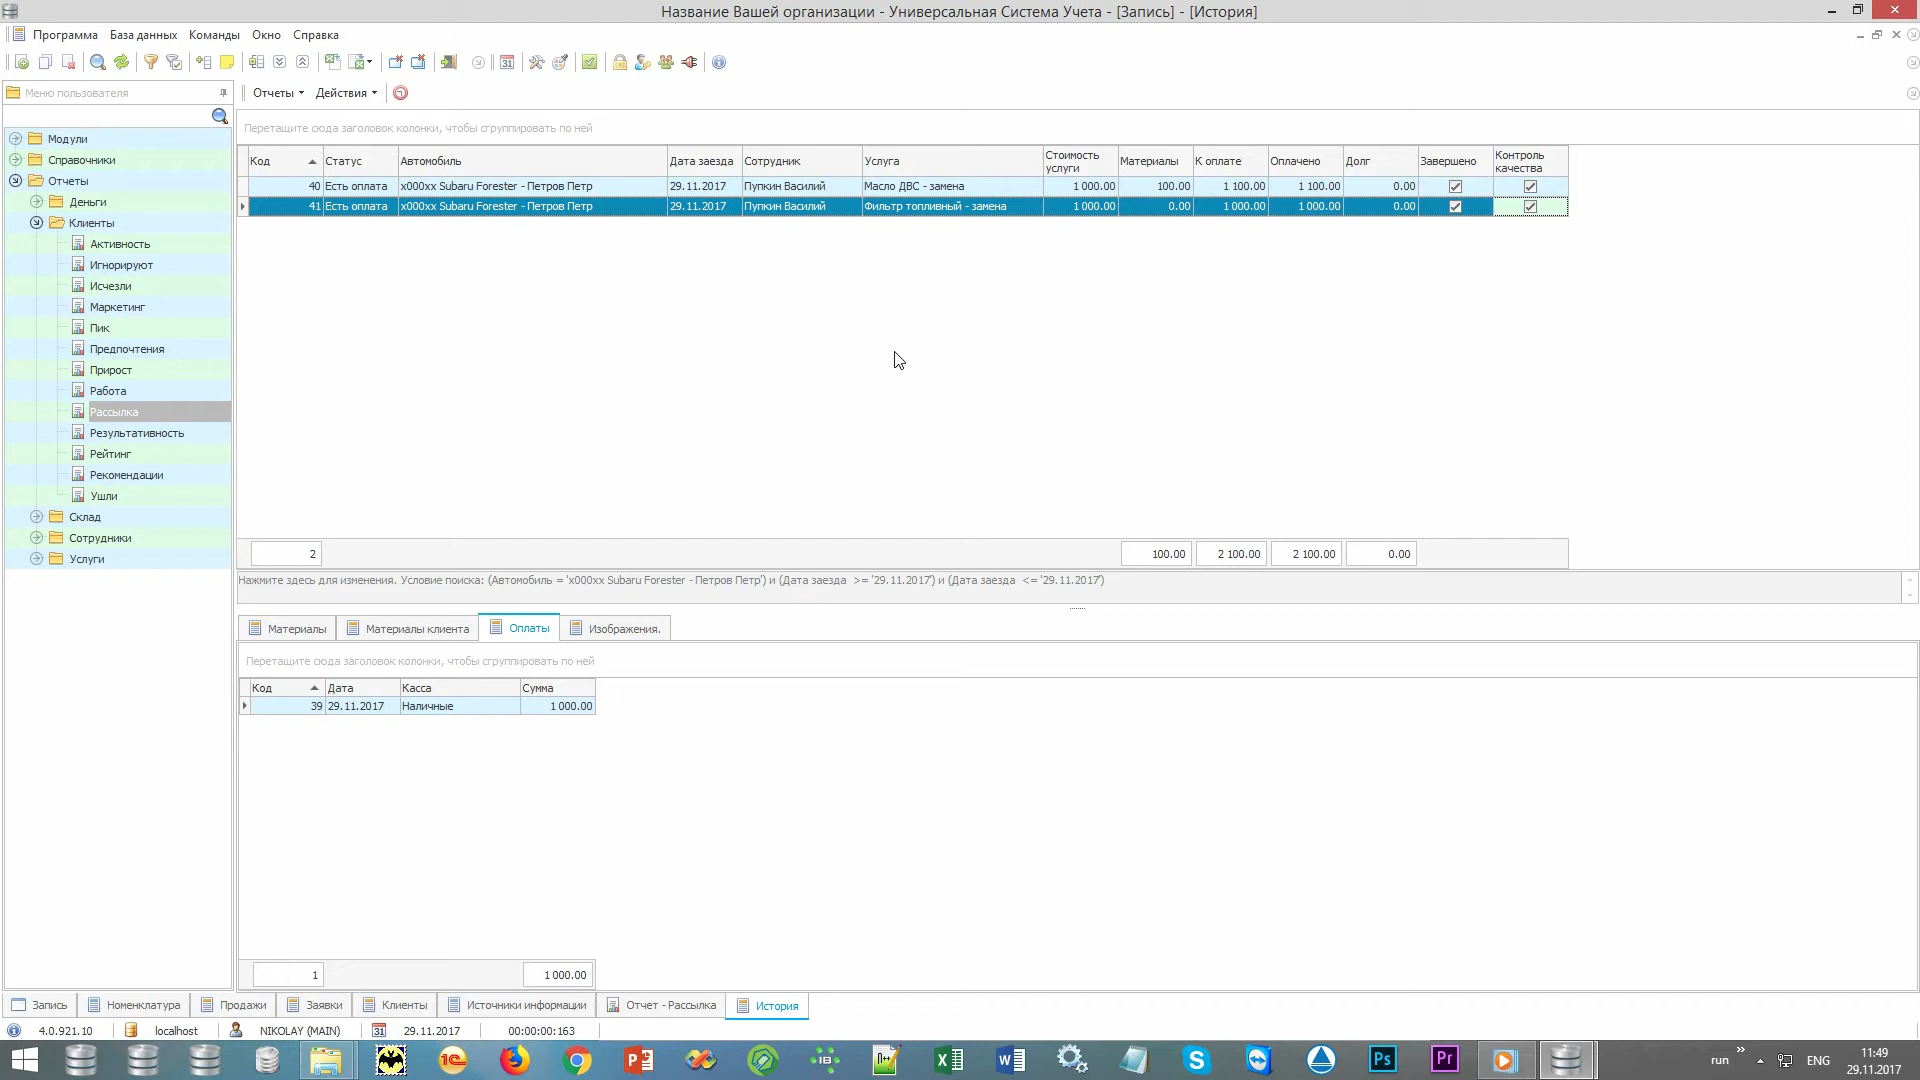 Название Вашей организации - Универсальная Система Учета - [Запись] - [История]
Программа База данных Команды Окно Справка
Меню пользователя
Отчеты Действия
Перетащите сюда заголовок колонки, чтобы сгруппировать по ней
Модули
Справочники
Отчеты
Деньги
Клиенты
Активность
Игнорируют
Исчезли
Маркетинг
Пик
Предпочтения
Прирост
Работа
Рассылка
Результативность
Рейтинг
Рекомендации
Ушли
Склад
Сотрудники
Услуги
Код Статус Автомобиль Дата заезда Сотрудник Услуга Стоимость услуги Материалы К оплате Оплачено Долг Завершено Контроль качества
40 Есть оплата x000xx Subaru Forester - Петров Петр 29.11.2017 Пупкин Василий Масло ДВС - замена 1 000.00 100.00 1 100.00 1 100.00 0.00
41 Есть оплата x000xx Subaru Forester - Петров Петр 29.11.2017 Пупкин Василий Фильтр топливный - замена 1 000.00 0.00 1 000.00 1 000.00 0.00
2 100.00 2 100.00 2 100.00 0.00
Нажмите здесь для изменения. Условие поиска: (Автомобиль = 'x000xx Subaru Forester - Петров Петр') и (Дата заезда >= '29.11.2017') и (Дата заезда <= '29.11.2017')
Материалы Материалы клиента Оплаты Изображения.
Перетащите сюда заголовок колонки, чтобы сгруппировать по ней
Код Дата Касса Сумма
39 29.11.2017 Наличные 1 000.00
1 1 000.00
Запись Номенклатура Продажи Заявки Клиенты Источники информации Отчет - Рассылка История
4.0.921.10 localhost NIKOLAY (MAIN) 31 29.11.2017 00:00:00:163
run ENG 11:49
29.11.2017